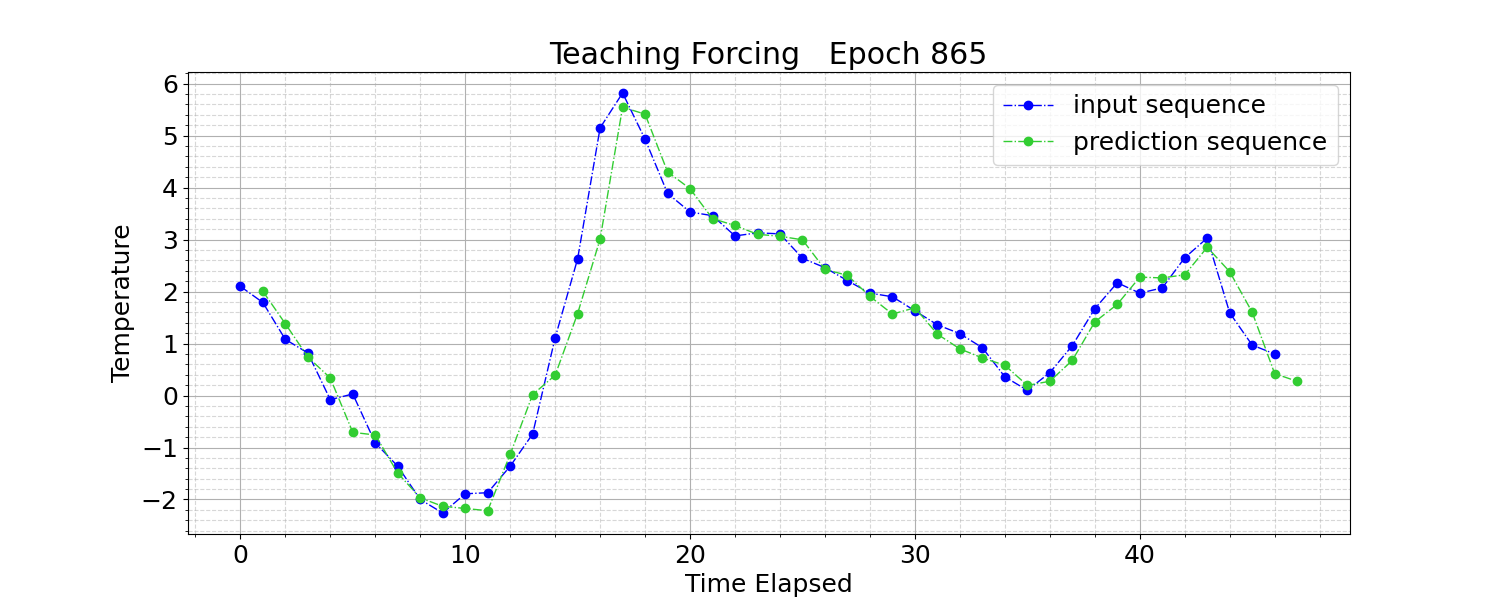 Teaching Forcing   Epoch 865
input sequence
prediction sequence
6
5
4
3
2
1
0
−1
−2
Temperature
0 10 20 30 40
Time Elapsed